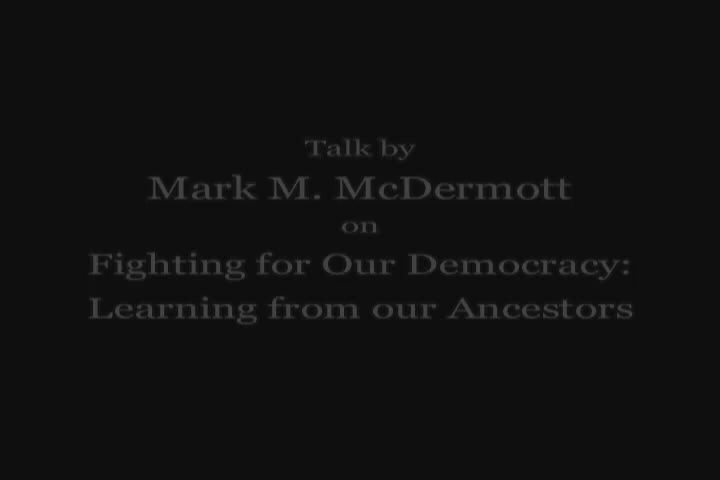 Talk by
Mark M. McDermott
on
Fighting for Our Democracy:
Learning from our Ancestors